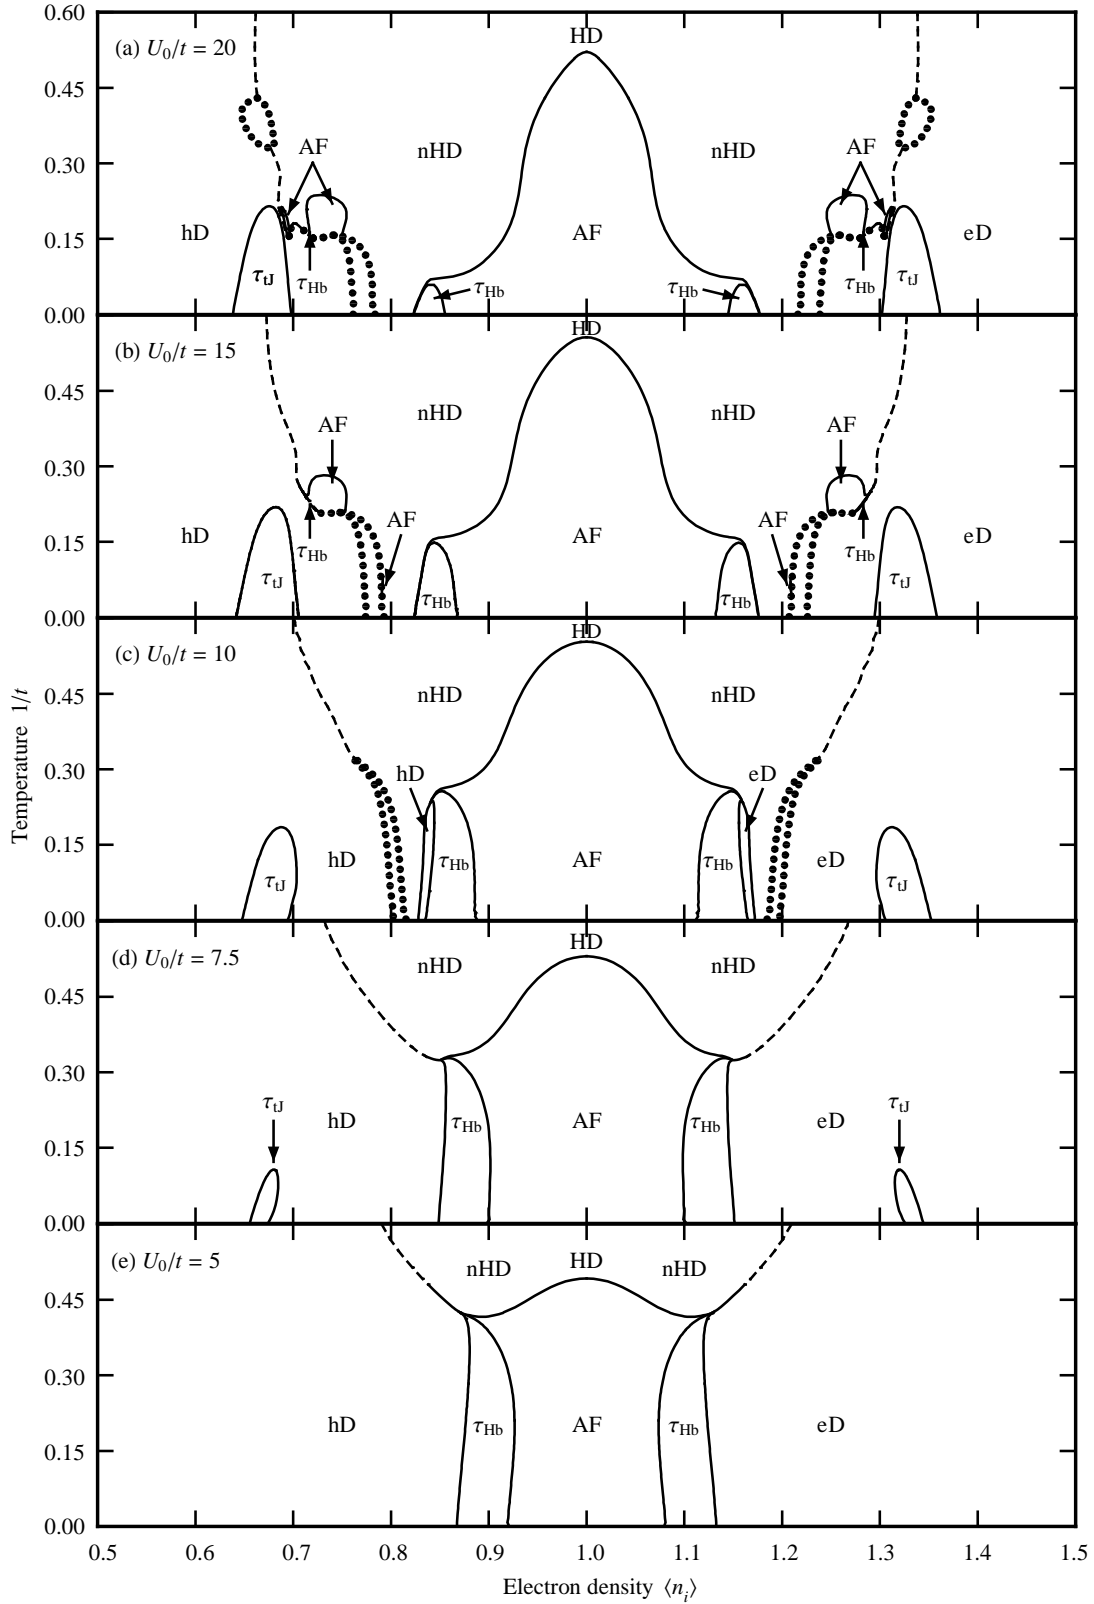 0.60
(a) U₀/t = 20
HD
0.45
AF
nHD
nHD
AF
0.30
hD
AF
eD
0.15
τtJ
τHb
τHb
τHb
τHb
τtJ
0.00
HD
(b) U₀/t = 15
0.45
nHD
nHD
AF
AF
0.30
hD
AF
AF
AF
eD
0.15
τHb
τHb
τtJ
τHb
τHb
τtJ
0.00
HD
(c) U₀/t = 10
0.45
nHD
nHD
0.30
hD
eD
0.15
hD
τHb
AF
τHb
eD
τtJ
τtJ
0.00
HD
(d) U₀/t = 7.5
nHD
nHD
0.45
0.30
τtJ
τtJ
0.15
hD
τHb
AF
τHb
eD
0.00
(e) U₀/t = 5
nHD
HD
nHD
0.45
0.30
hD
τHb
AF
τHb
eD
0.15
0.00
0.5 0.6 0.7 0.8 0.9 1.0 1.1 1.2 1.3 1.4 1.5
Electron density ⟨nᵢ⟩
Temperature 1/t